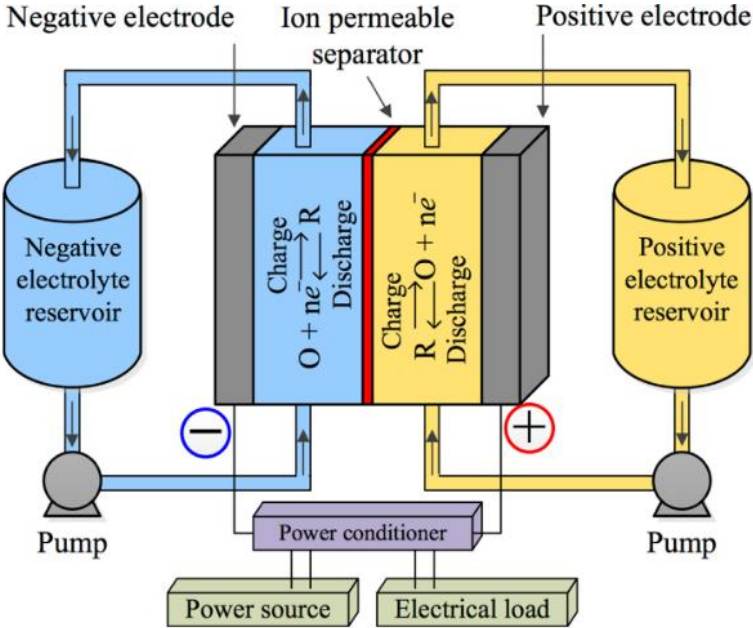 Negative electrode
Ion permeable
separator
Positive electrode
Negative
electrolyte
reservoir
Charge
O + ne⁻ ⇌ R
Discharge
Charge
R ⇌ O + ne⁻
Discharge
Positive
electrolyte
reservoir
−
+
Pump
Power conditioner
Pump
Power source
Electrical load